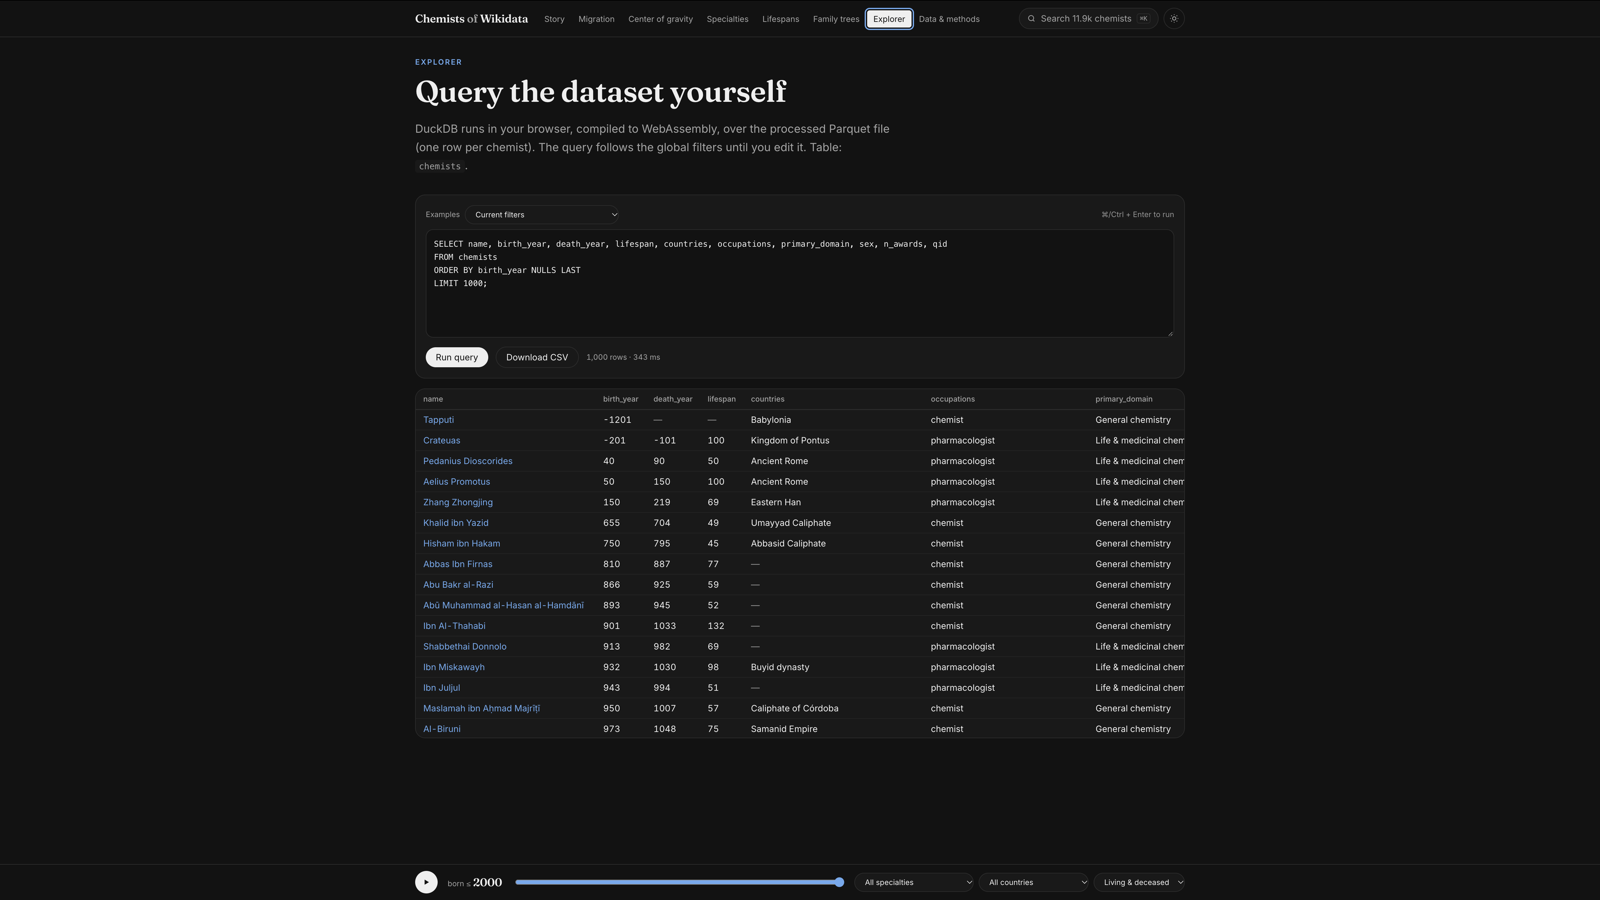 Chemists of Wikidata Story Migration Center of gravity Specialties Lifespans Family trees Explorer Data & methods Search 11.9k chemists ⌘K
EXPLORER
Query the dataset yourself
DuckDB runs in your browser, compiled to WebAssembly, over the processed Parquet file
(one row per chemist). The query follows the global filters until you edit it. Table:
chemists .
Examples Current filters ⌘/Ctrl + Enter to run
SELECT name, birth_year, death_year, lifespan, countries, occupations, primary_domain, sex, n_awards, qid
FROM chemists
ORDER BY birth_year NULLS LAST
LIMIT 1000;
Run query Download CSV 1,000 rows · 343 ms
name birth_year death_year lifespan countries occupations primary_domain
Tapputi -1201 — — Babylonia chemist General chemistry
Crateuas -201 -101 100 Kingdom of Pontus pharmacologist Life & medicinal chem
Pedanius Dioscorides 40 90 50 Ancient Rome pharmacologist Life & medicinal chem
Aelius Promotus 50 150 100 Ancient Rome pharmacologist Life & medicinal chem
Zhang Zhongjing 150 219 69 Eastern Han pharmacologist Life & medicinal chem
Khalid ibn Yazid 655 704 49 Umayyad Caliphate chemist General chemistry
Hisham ibn Hakam 750 795 45 Abbasid Caliphate chemist General chemistry
Abbas Ibn Firnas 810 887 77 — chemist General chemistry
Abu Bakr al-Razi 866 925 59 — chemist General chemistry
Abū Muhammad al-Hasan al-Hamdānī 893 945 52 — chemist General chemistry
Ibn Al-Thahabi 901 1033 132 — chemist General chemistry
Shabbethai Donnolo 913 982 69 — pharmacologist Life & medicinal chem
Ibn Miskawayh 932 1030 98 Buyid dynasty pharmacologist Life & medicinal chem
Ibn Juljul 943 994 51 — pharmacologist Life & medicinal chem
Maslamah ibn Aḥmad Majrīṭī 950 1007 57 Caliphate of Córdoba chemist General chemistry
Al-Biruni 973 1048 75 Samanid Empire chemist General chemistry
born ≤ 2000 All specialties All countries Living & deceased